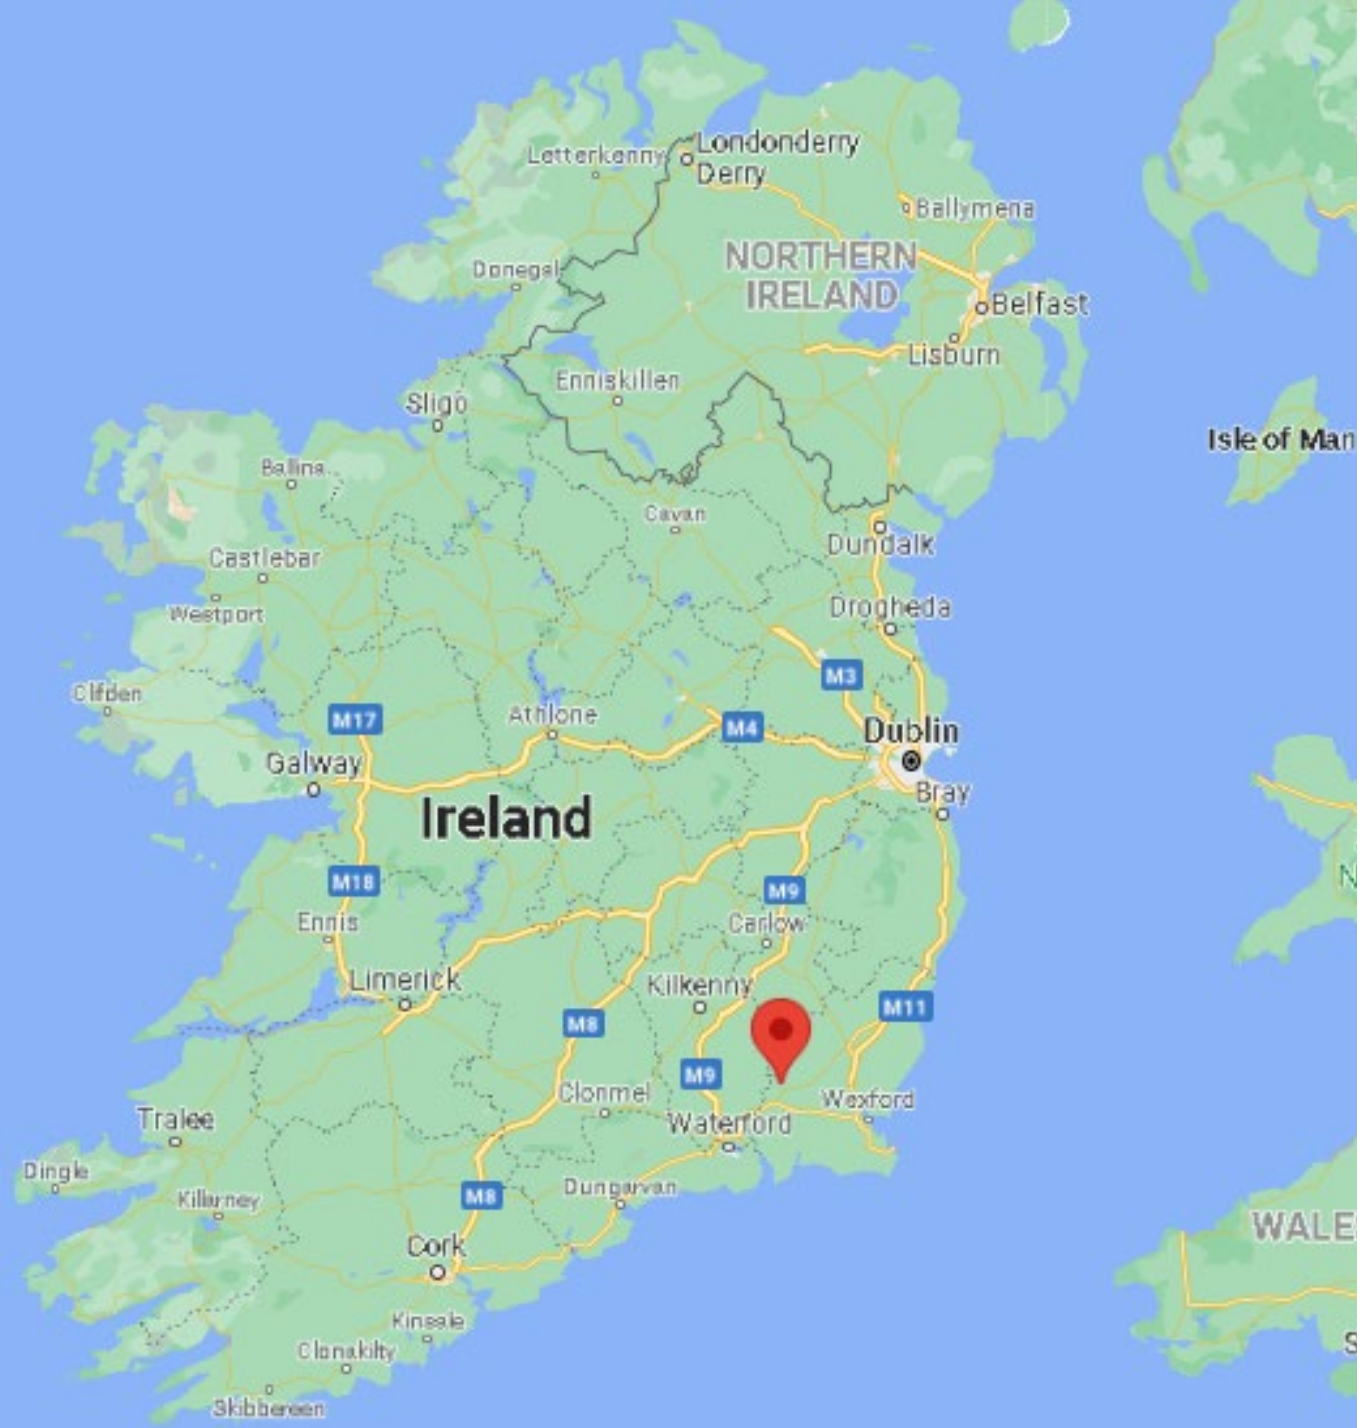 Londonderry
Derry
Letterkenny
Ballymena
NORTHERN
IRELAND
Donegal
Belfast
Lisburn
Enniskillen
Sligo
Isle of Man
Ballina
Cavan
Dundalk
Castlebar
Westport
Drogheda
M3
Clifden
M17
Athlone
M4
Dublin
Galway
Bray
Ireland
M18
M9
Ennis
Carlow
Limerick
Kilkenny
M11
M8
M9
Clonmel
Wexford
Tralee
Waterford
Dingle
M8
Dungarvan
Killarney
WALE
Cork
Kinsale
Clonakilty
S
Skibbereen
N